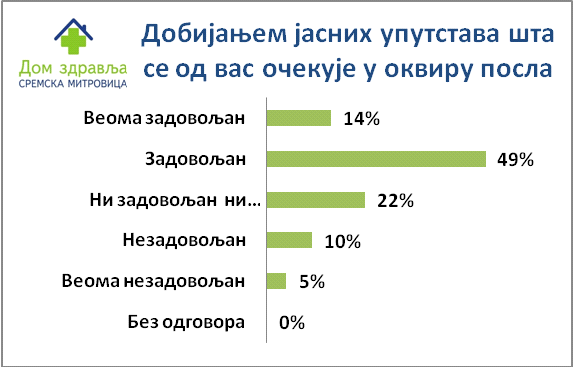 Дом здравља
СРЕМСКА МИТРОВИЦА
Добијањем јасних упутстава шта
се од вас очекује у оквиру посла
Веома задовољан 14%
Задовољан 49%
Ни задовољан ни... 22%
Незадовољан 10%
Веома незадовољан 5%
Без одговора 0%